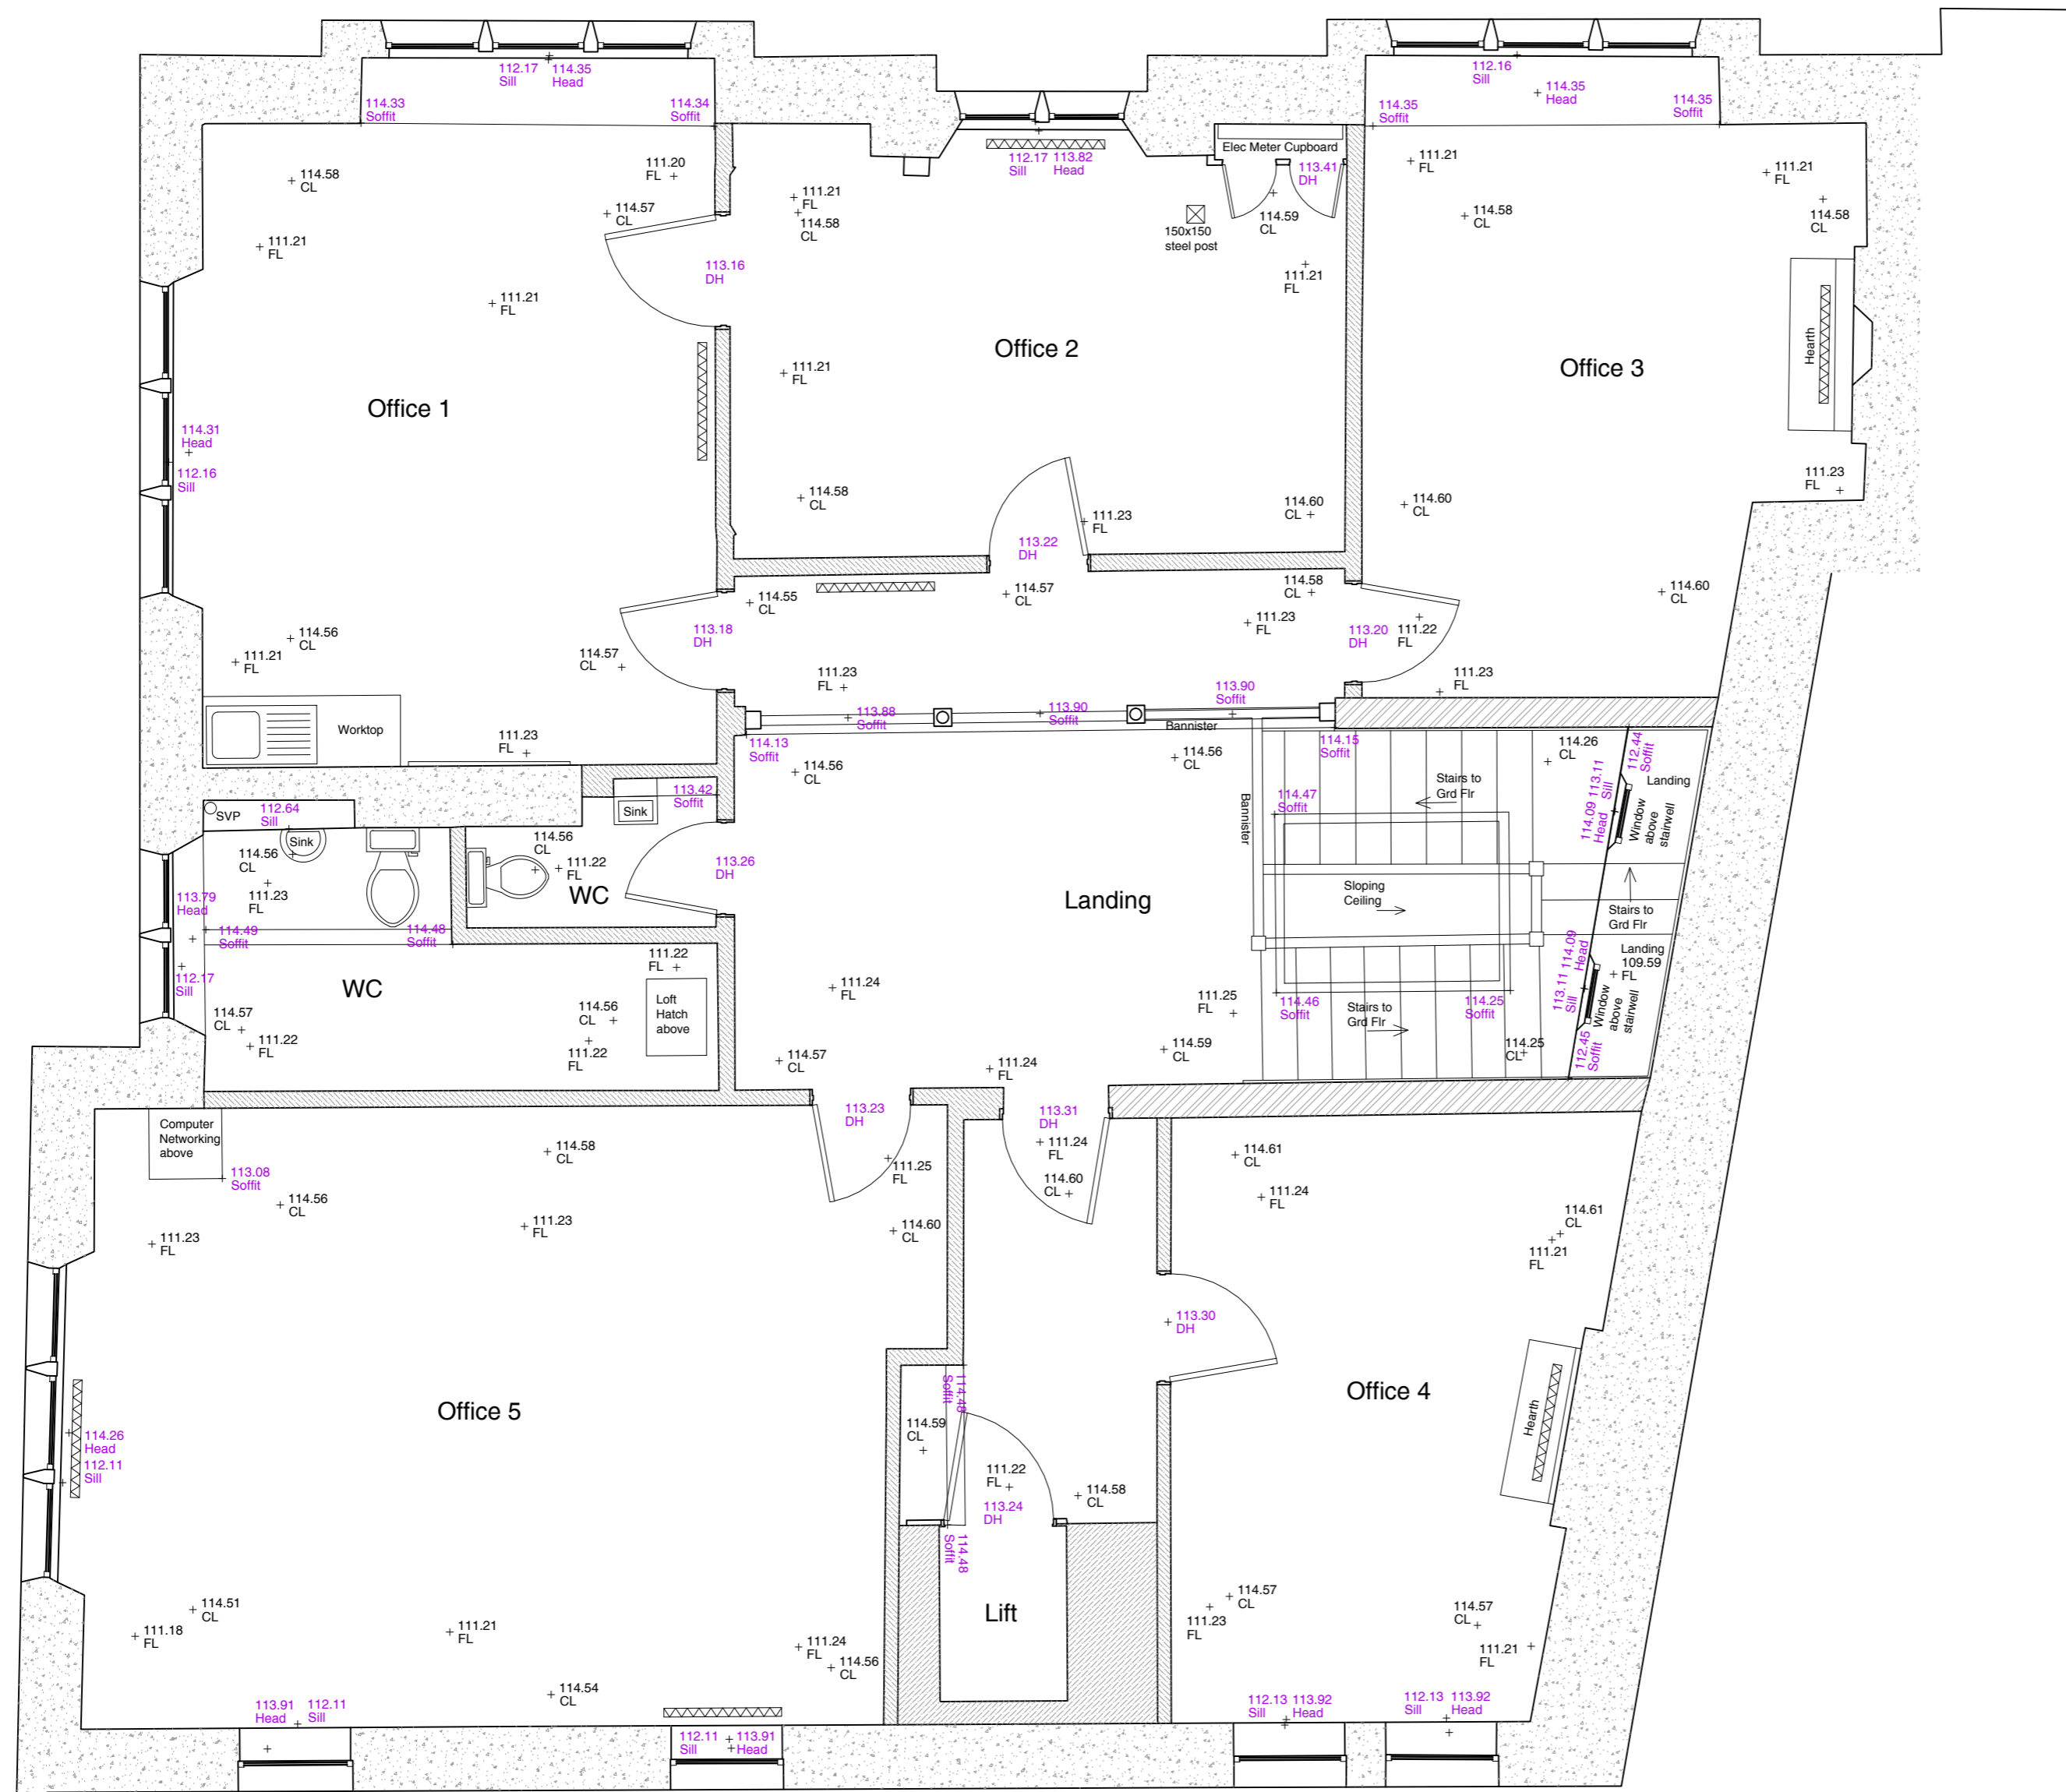 112.17
Sill
114.35
Head
114.33
Soffit
114.34
Soffit
114.58
CL
111.20
FL
114.57
CL
111.21
FL
111.21
FL
113.16
DH
Office 1
114.31
Head
112.16
Sill
114.56
CL
111.21
FL
114.57
CL
113.18
DH
Worktop
111.23
FL
112.17
Sill
113.82
Head
Elec Meter Cupboard
113.41
DH
111.21
FL
114.58
CL
150x150
steel post
114.59
CL
111.21
FL
Office 2
111.21
FL
114.58
CL
113.22
DH
111.23
FL
114.60
CL
112.16
Sill
114.35
Head
114.35
Soffit
114.35
Soffit
111.21
FL
111.21
FL
114.58
CL
114.58
CL
Office 3
Hearth
111.23
FL
114.60
CL
114.60
CL
114.55
CL
114.57
CL
114.58
CL
111.23
FL
113.20
DH
111.22
FL
111.23
FL
111.23
FL
113.88
Soffit
113.90
Soffit
113.90
Soffit
Bannister
114.13
Soffit
114.56
CL
114.56
CL
114.15
Soffit
114.26
CL
112.44
Soffit
Landing
113.11
Sill
114.09
Head
Window
above
stairwell
Stairs to
Grd Flr
114.47
Soffit
Bannister
Sloping
Ceiling
Stairs to
Grd Flr
Landing
109.59
FL
114.09
Head
113.11
Sill
Window
above
stairwell
112.45
Soffit
114.46
Soffit
114.25
Soffit
Stairs to
Grd Flr
114.25
CL
SVP
112.64
Sill
Sink
114.56
CL
111.23
FL
113.79
Head
114.49
Soffit
114.48
Soffit
112.17
Sill
WC
114.57
CL
111.22
FL
113.42
Soffit
Sink
114.56
CL
111.22
FL
WC
113.26
DH
111.22
FL
Loft
Hatch
above
114.56
CL
111.22
FL
Landing
111.24
FL
111.25
FL
114.57
CL
114.59
CL
111.24
FL
Computer
Networking
above
113.08
Soffit
114.58
CL
113.23
DH
111.25
FL
114.56
CL
111.23
FL
111.23
FL
114.60
CL
Office 5
114.26
Head
112.11
Sill
114.51
CL
111.18
FL
111.21
FL
111.24
FL
114.56
CL
114.54
CL
113.91
Head
112.11
Sill
112.11
Sill
113.91
Head
113.31
DH
111.24
FL
114.60
CL
113.30
DH
114.48
Soffit
114.59
CL
111.22
FL
113.24
DH
114.58
CL
114.48
Soffit
Lift
114.61
CL
111.24
FL
114.61
CL
111.21
FL
Office 4
Hearth
114.57
CL
111.23
FL
114.57
CL
111.21
FL
112.13
Sill
113.92
Head
112.13
Sill
113.92
Head